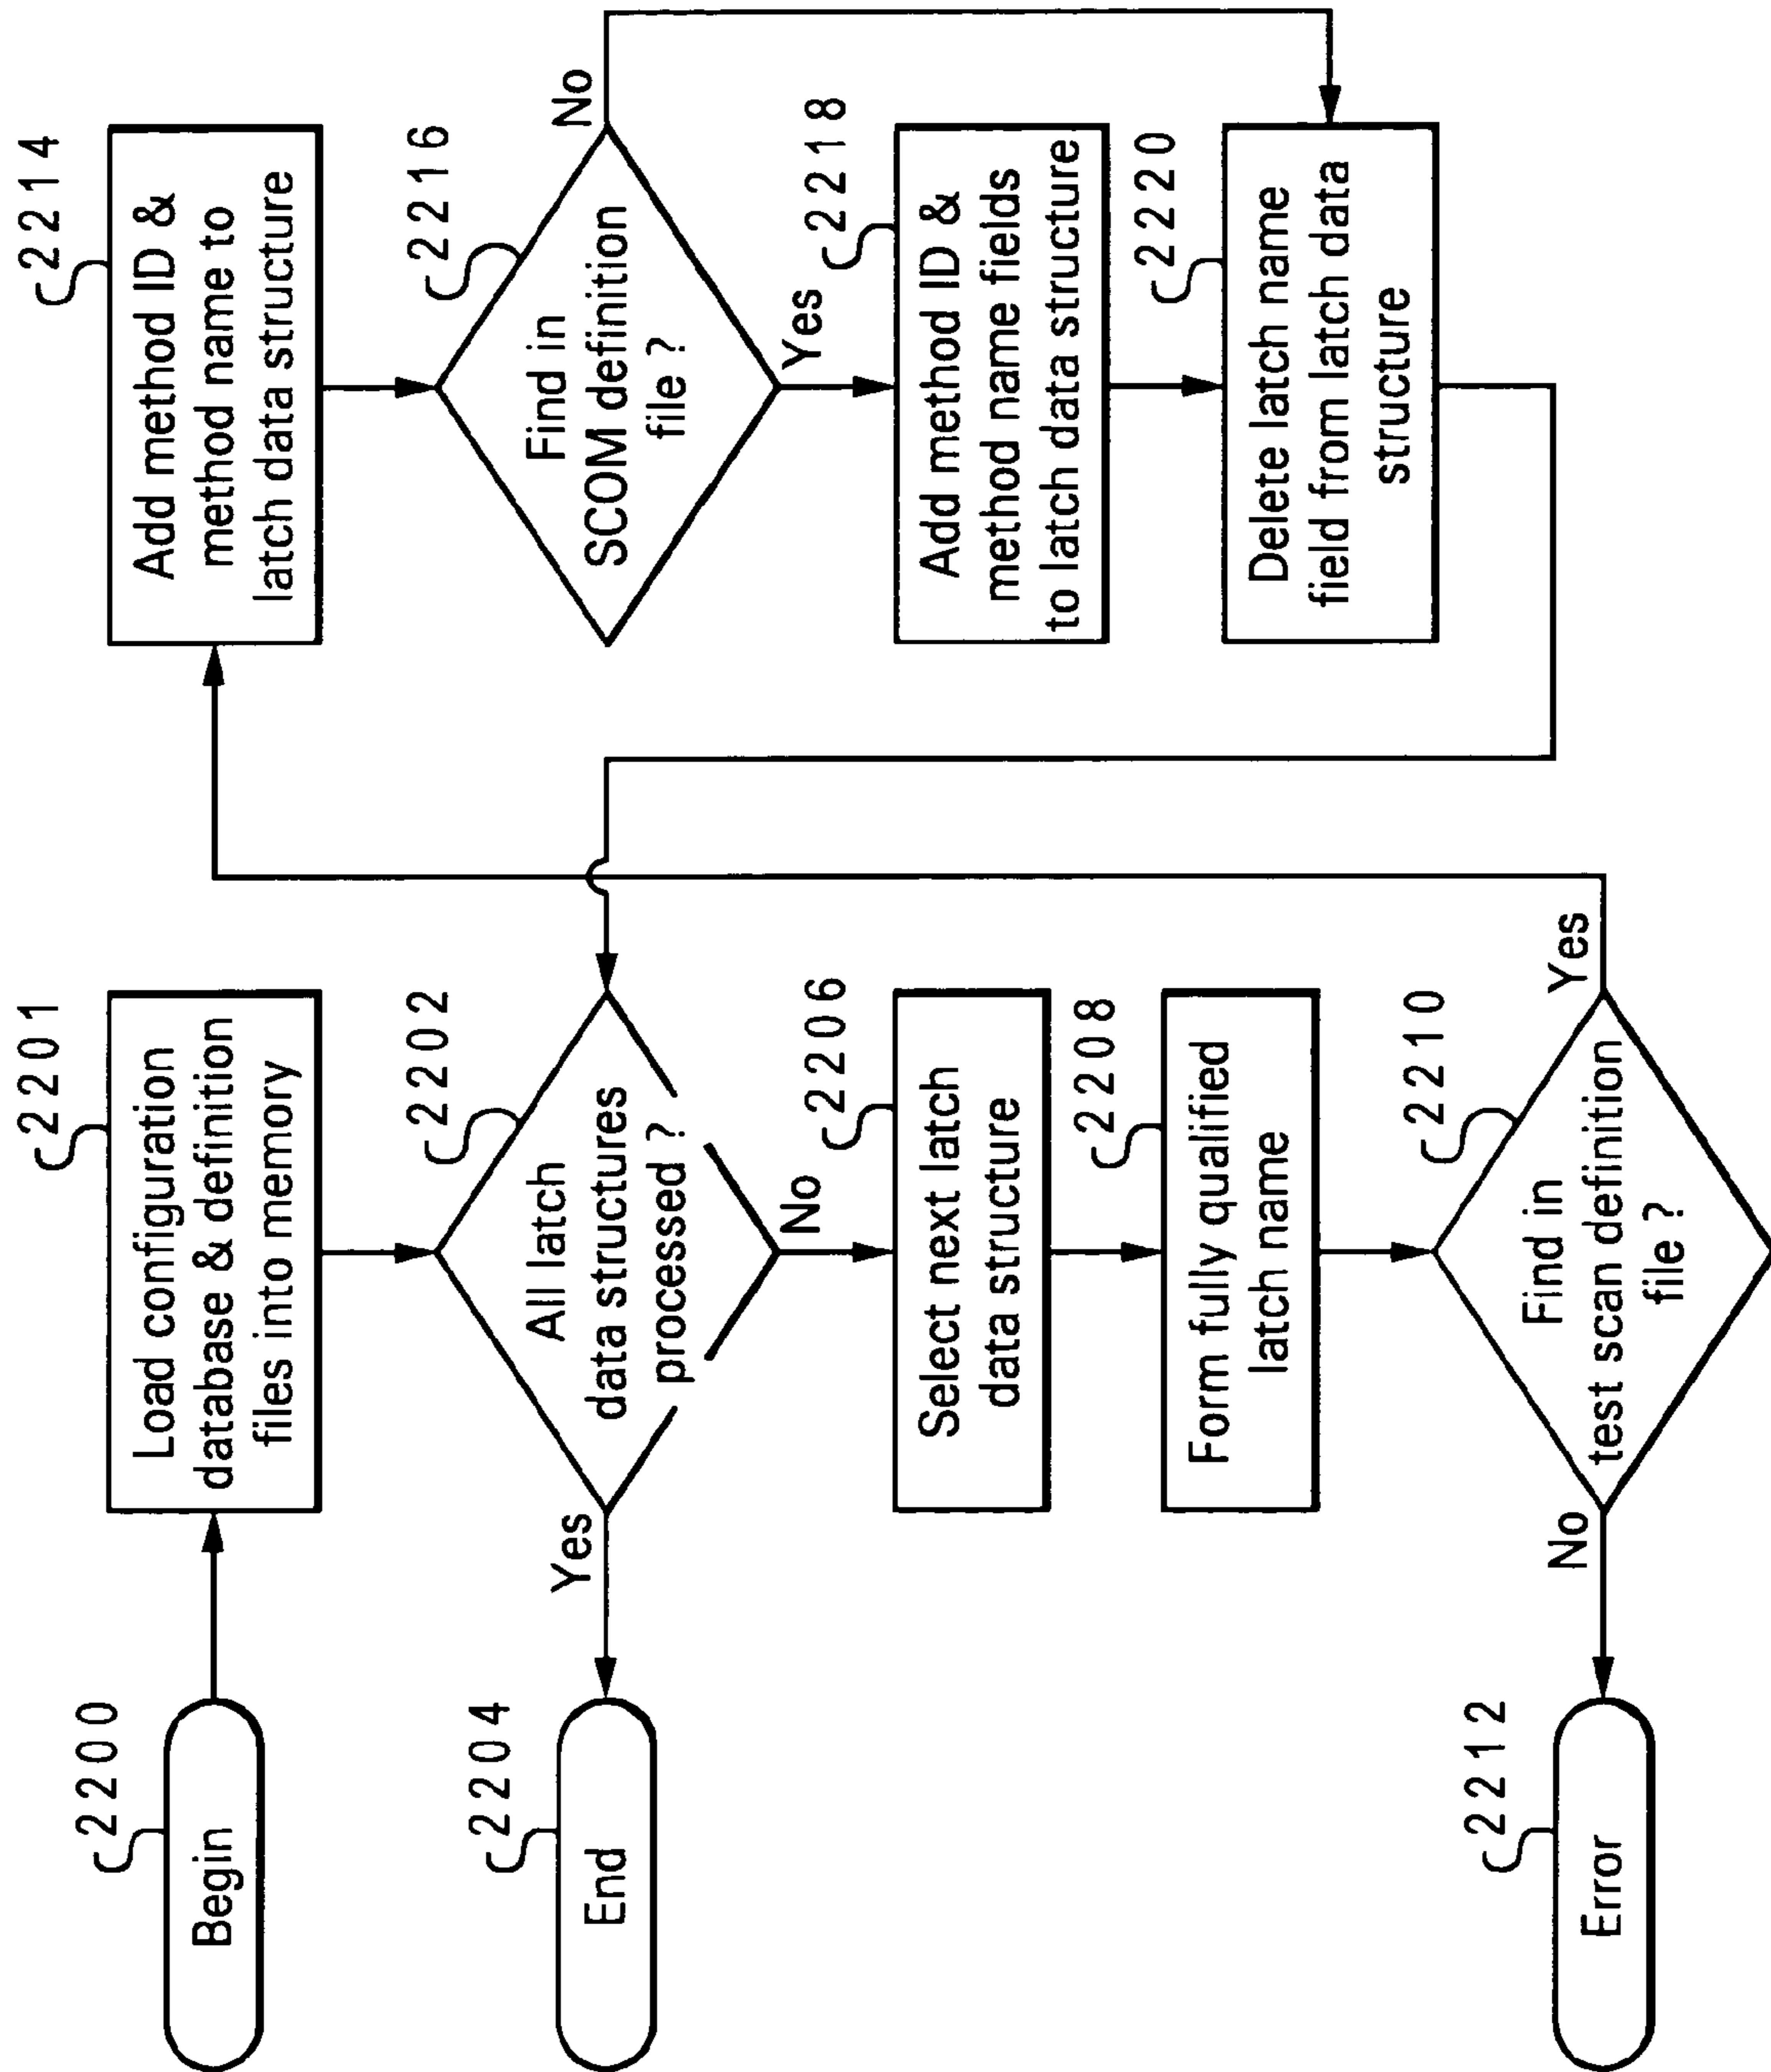 2200
Begin
2201
Load configuration
database & definition
files into memory
2202
All latch
data structures
processed ?
Yes
No
2204
End
2206
Select next latch
data structure
2208
Form fully qualified
latch name
2210
Find in
test scan definition
file ?
No
Yes
2212
Error
2214
Add method ID &
method name to
latch data structure
2216
Find in
SCOM definition
file ?
No
Yes
2218
Add method ID &
method name fields
to latch data structure
2220
Delete latch name
field from latch data
structure